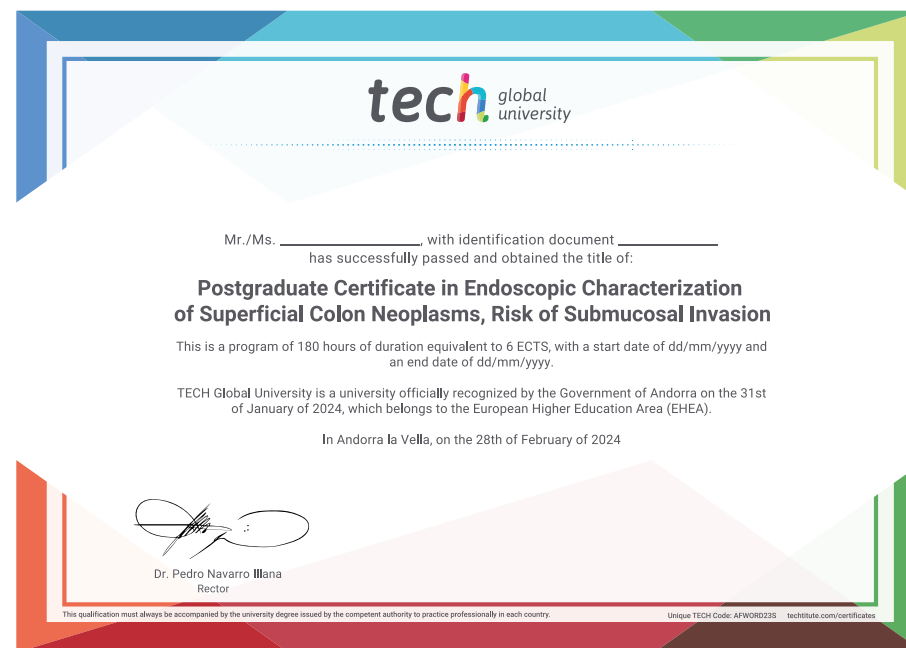 tech global
university
Mr./Ms. ____________, with identification document ____________
has successfully passed and obtained the title of:
Postgraduate Certificate in Endoscopic Characterization
of Superficial Colon Neoplasms, Risk of Submucosal Invasion
This is a program of 180 hours of duration equivalent to 6 ECTS, with a start date of dd/mm/yyyy and
an end date of dd/mm/yyyy.
TECH Global University is a university officially recognized by the Government of Andorra on the 31st
of January of 2024, which belongs to the European Higher Education Area (EHEA).
In Andorra la Vella, on the 28th of February of 2024
Dr. Pedro Navarro Illana
Rector
This qualification must always be accompanied by the university degree issued by the competent authority to practice professionally in each country.
Unique TECH Code: AFWORD23S techtitute.com/certificates